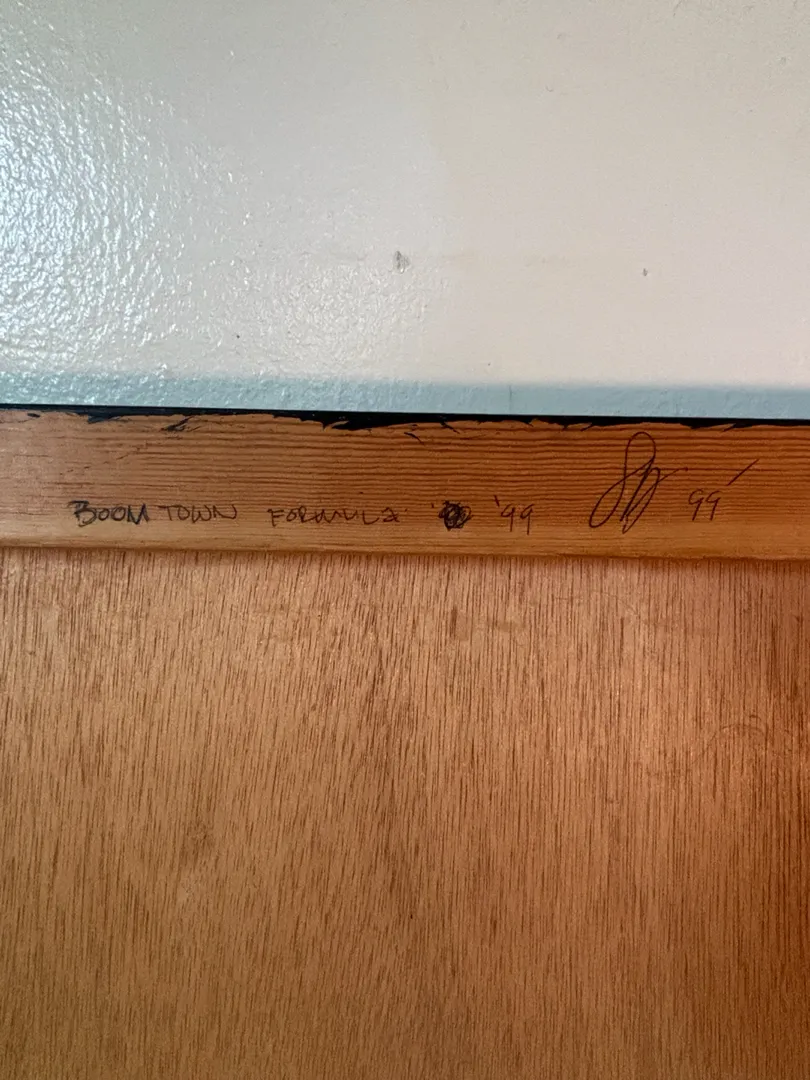 BOOM TOWN FORMULA '99 99'